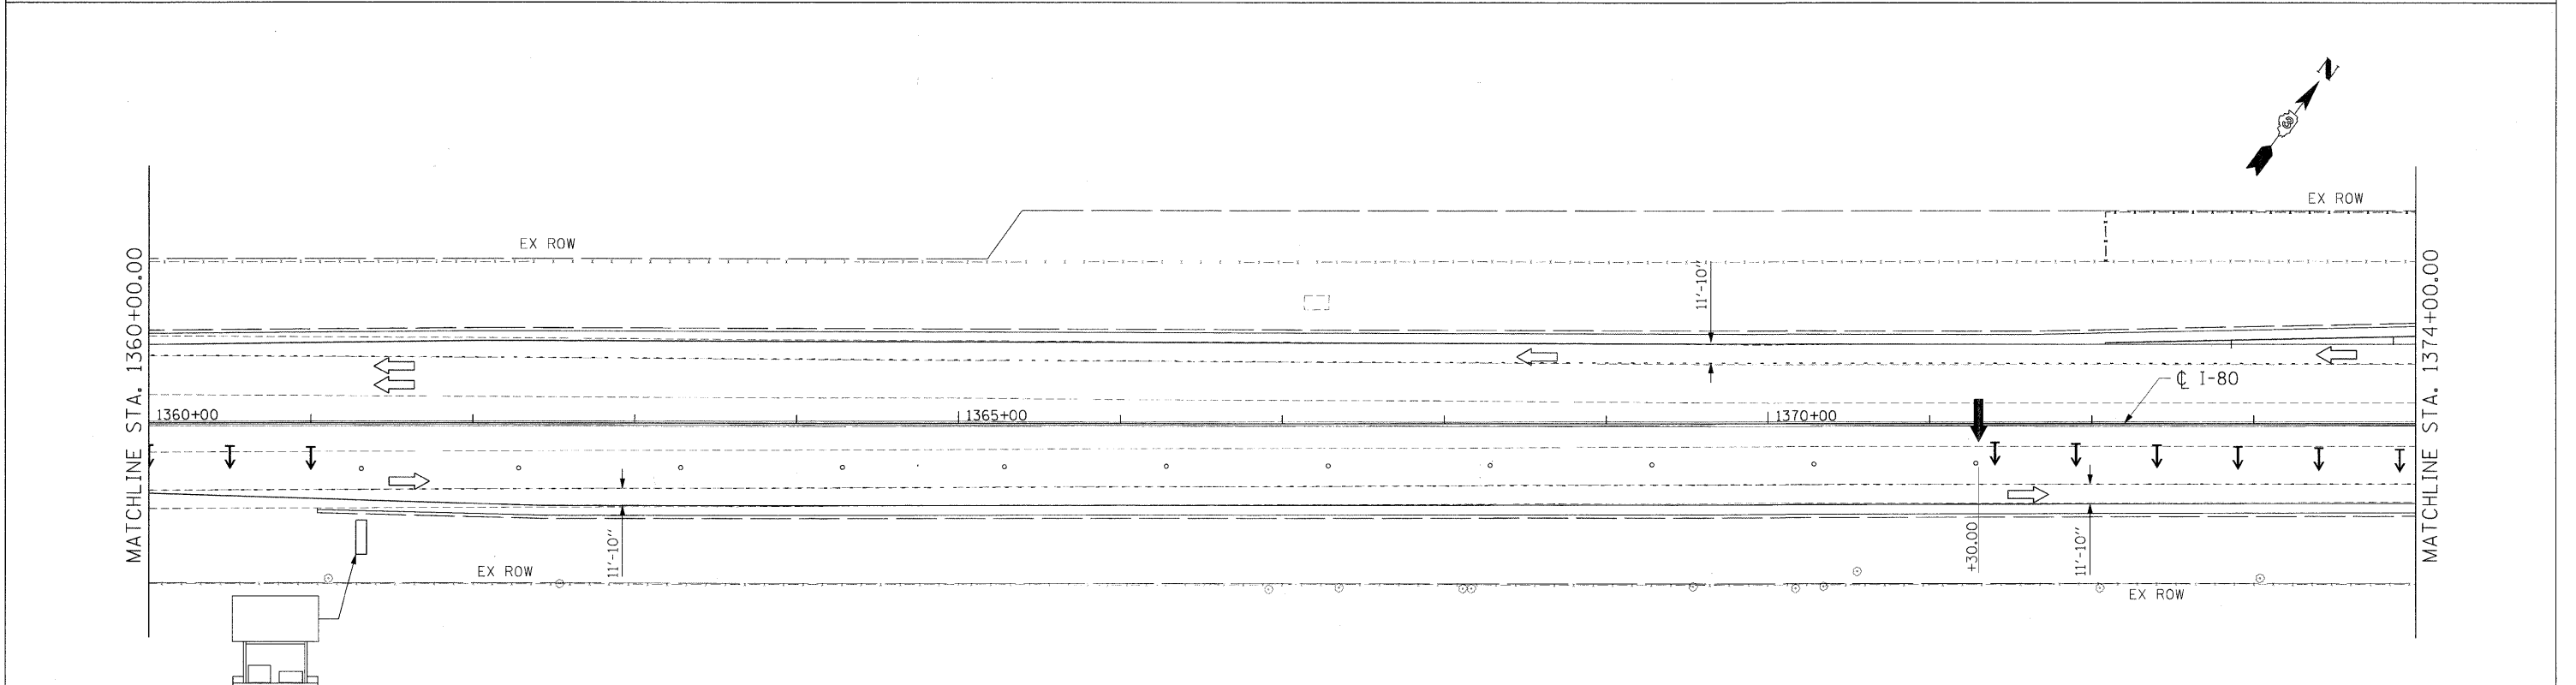 N
EX ROW
EX ROW
MATCHLINE STA. 1360+00.00
11'-10"
MATCHLINE STA. 1374+00.00
℄ I-80
1360+00
1365+00
1370+00
11'-10"
+30.00
11'-10"
EX ROW
EX ROW